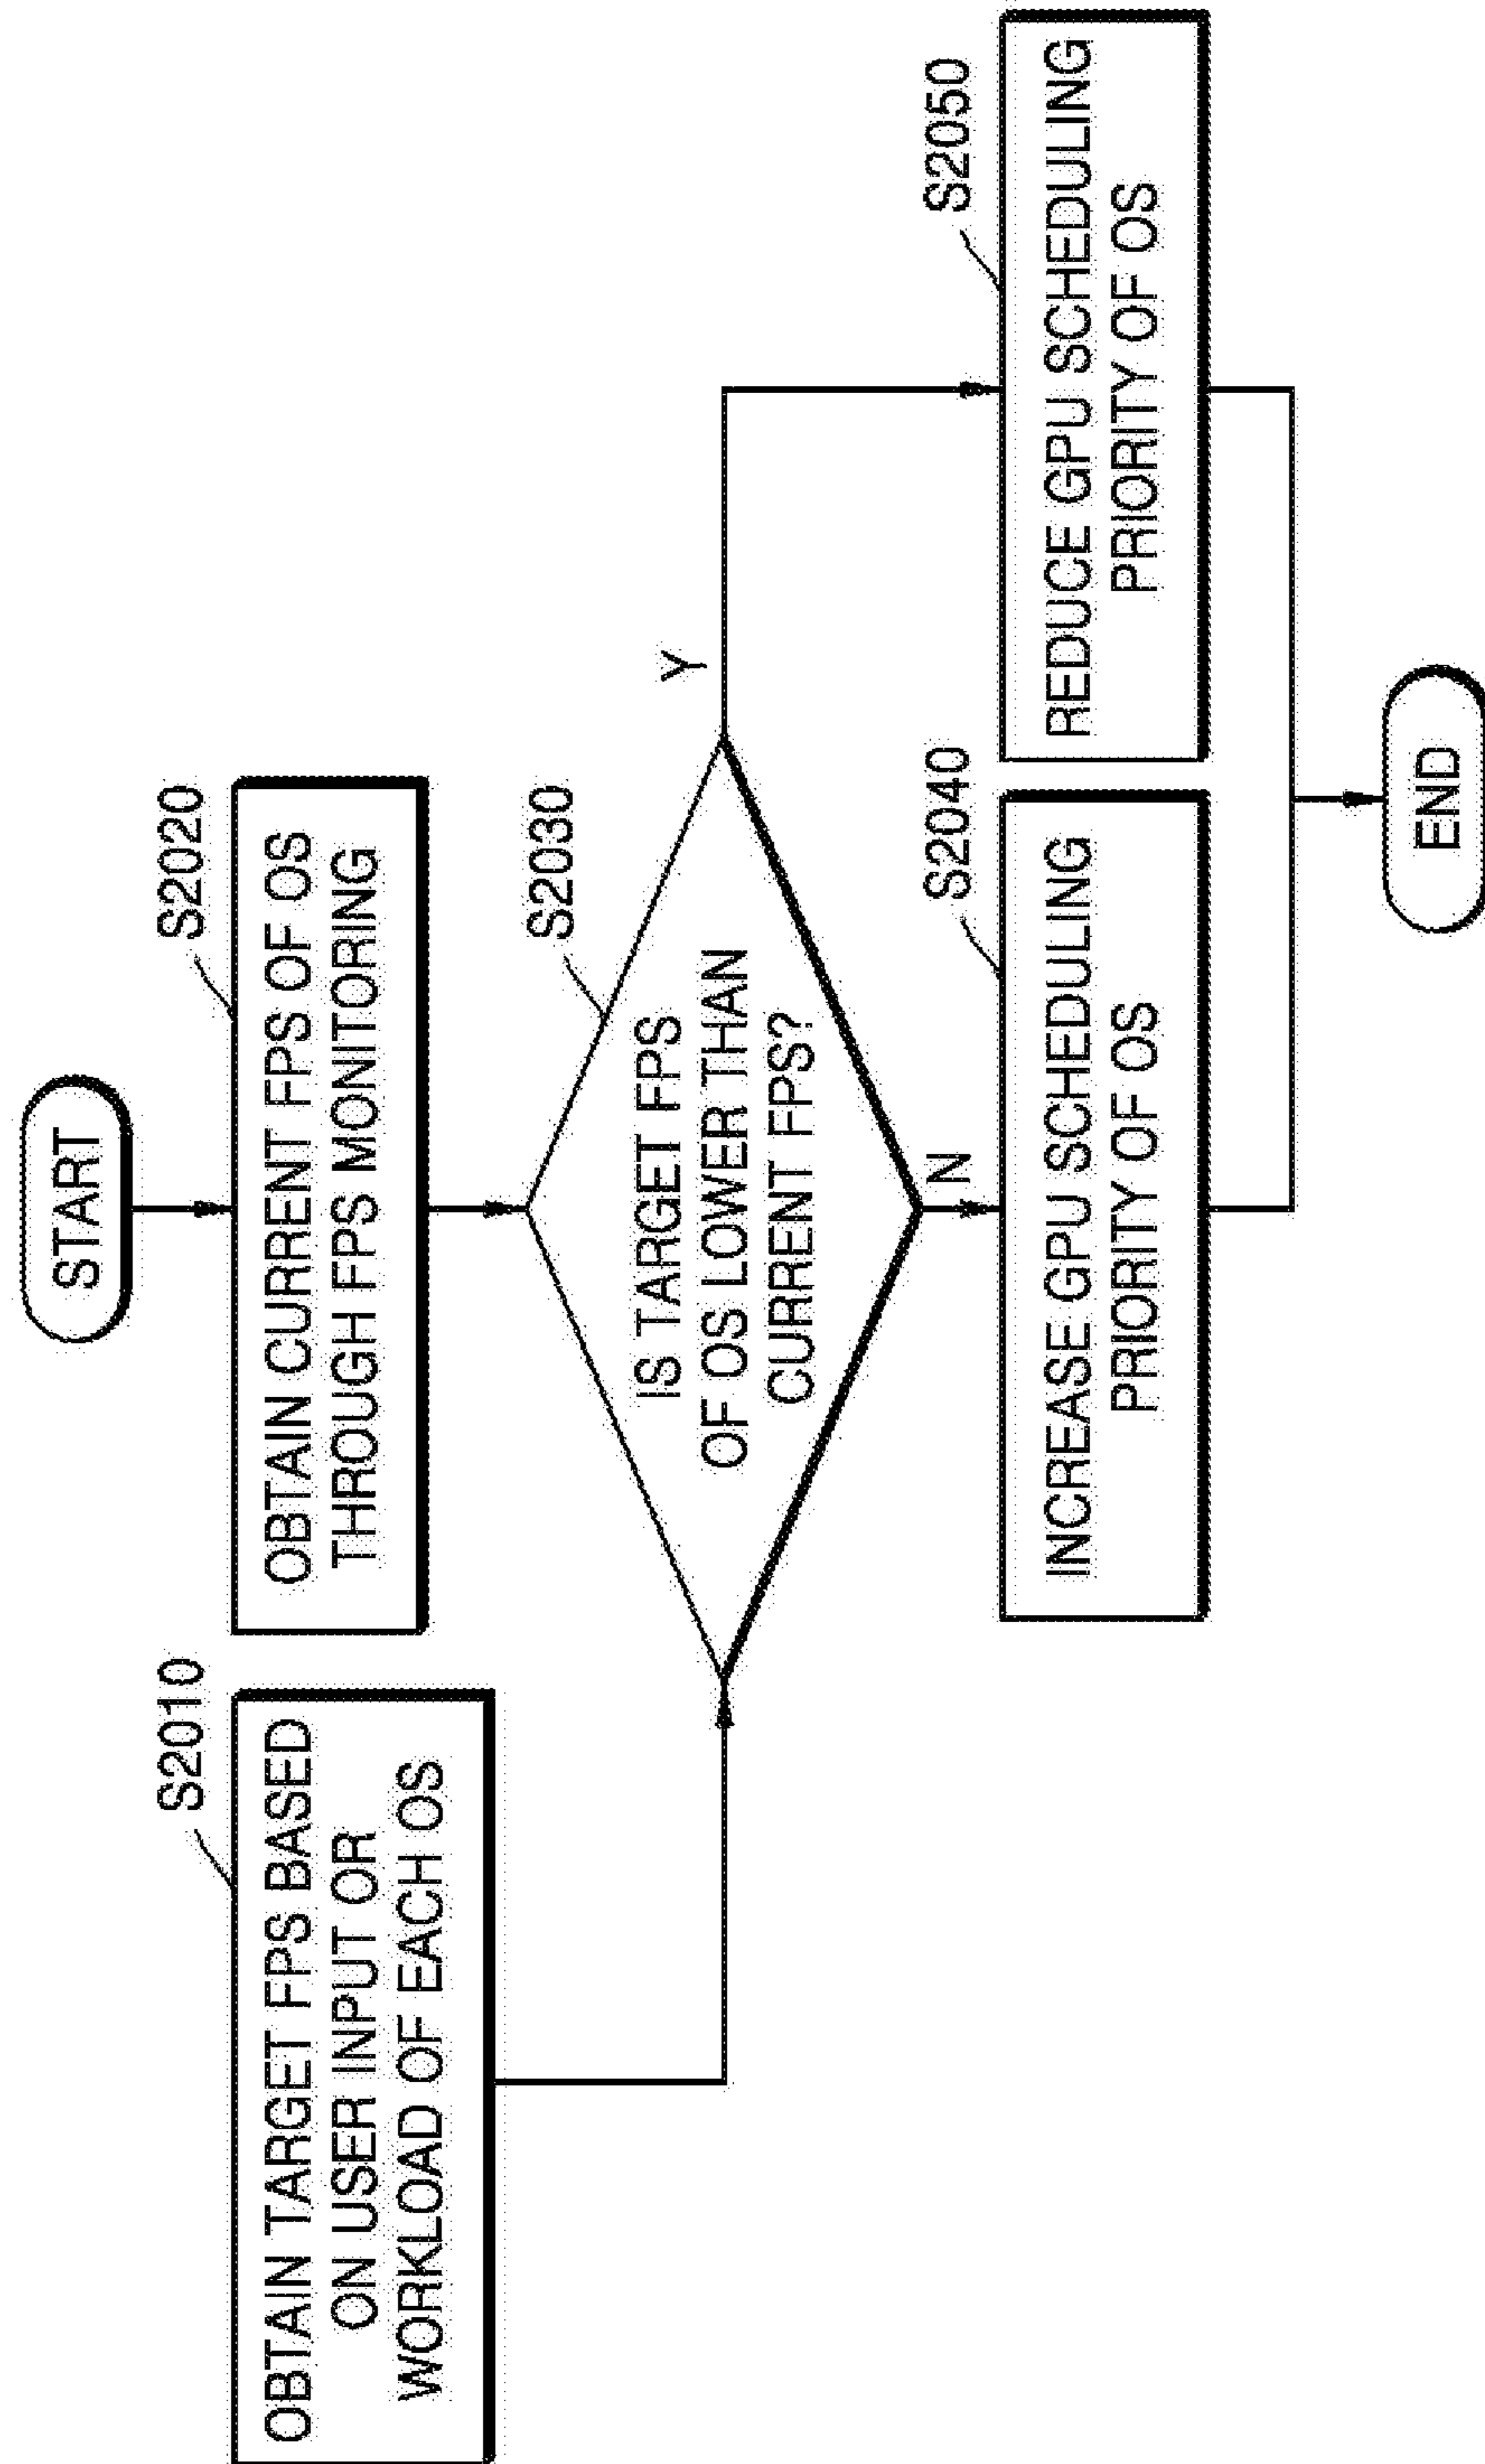 START
S2010
OBTAIN TARGET FPS BASED
ON USER INPUT OR
WORKLOAD OF EACH OS
S2020
OBTAIN CURRENT FPS OF OS
THROUGH FPS MONITORING
S2030
IS TARGET FPS
OF OS LOWER THAN
CURRENT FPS?
Y
N
S2040
INCREASE GPU SCHEDULING
PRIORITY OF OS
S2050
REDUCE GPU SCHEDULING
PRIORITY OF OS
END